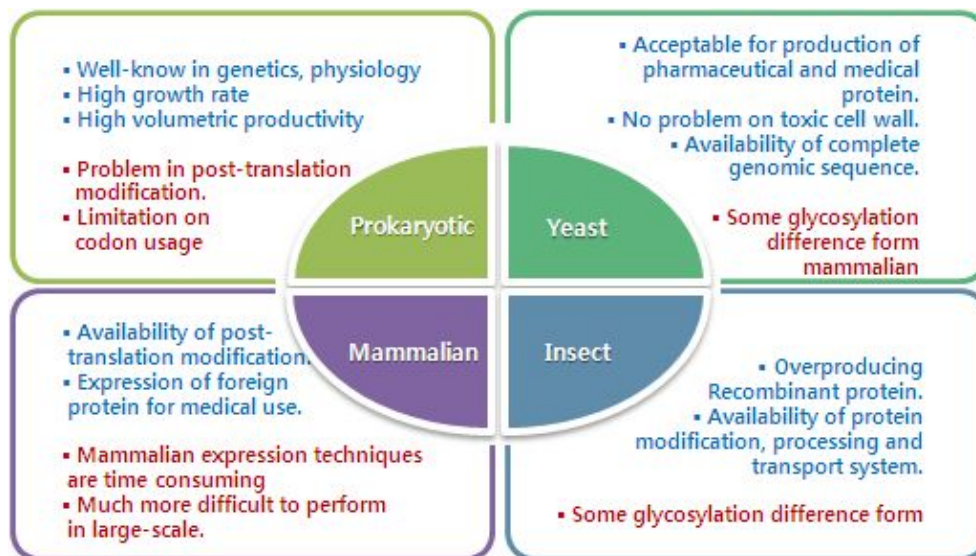 ▪ Well-know in genetics, physiology
▪ High growth rate
▪ High volumetric productivity
▪ Problem in post-translation
modification.
▪ Limitation on
codon usage
Prokaryotic
▪ Acceptable for production of
pharmaceutical and medical
protein.
▪ No problem on toxic cell wall.
▪ Availability of complete
genomic sequence.
▪ Some glycosylation
difference form
mammalian
Yeast
▪ Availability of post-
translation modification.
▪ Expression of foreign
protein for medical use.
▪ Mammalian expression techniques
are time consuming
▪ Much more difficult to perform
in large-scale.
Mammalian
Insect
▪ Overproducing
Recombinant protein.
▪ Availability of protein
modification, processing and
transport system.
▪ Some glycosylation difference form